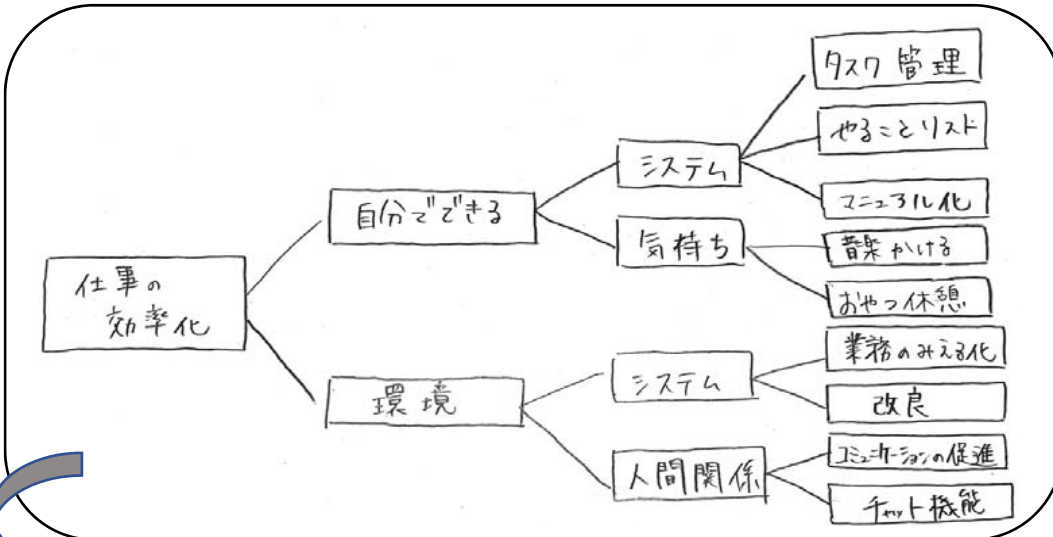 仕事の
効率化
自分でできる
システム
タスク管理
やることリスト
マニュアル化
気持ち
音楽かける
おやつ休憩
環境
システム
業務のみえる化
改良
人間関係
コミュニケーションの促進
チャット機能